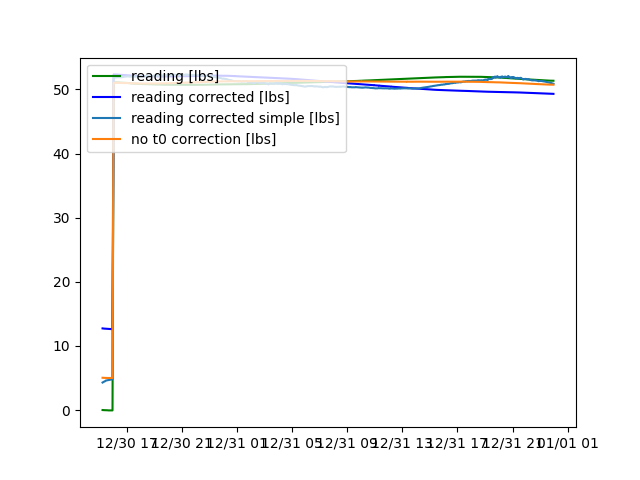 reading [lbs]
reading corrected [lbs]
reading corrected simple [lbs]
no t0 correction [lbs]
50
40
30
20
10
0
12/30 17 12/30 21 12/31 01 12/31 05 12/31 09 12/31 13 12/31 17 12/31 21 01/01 01